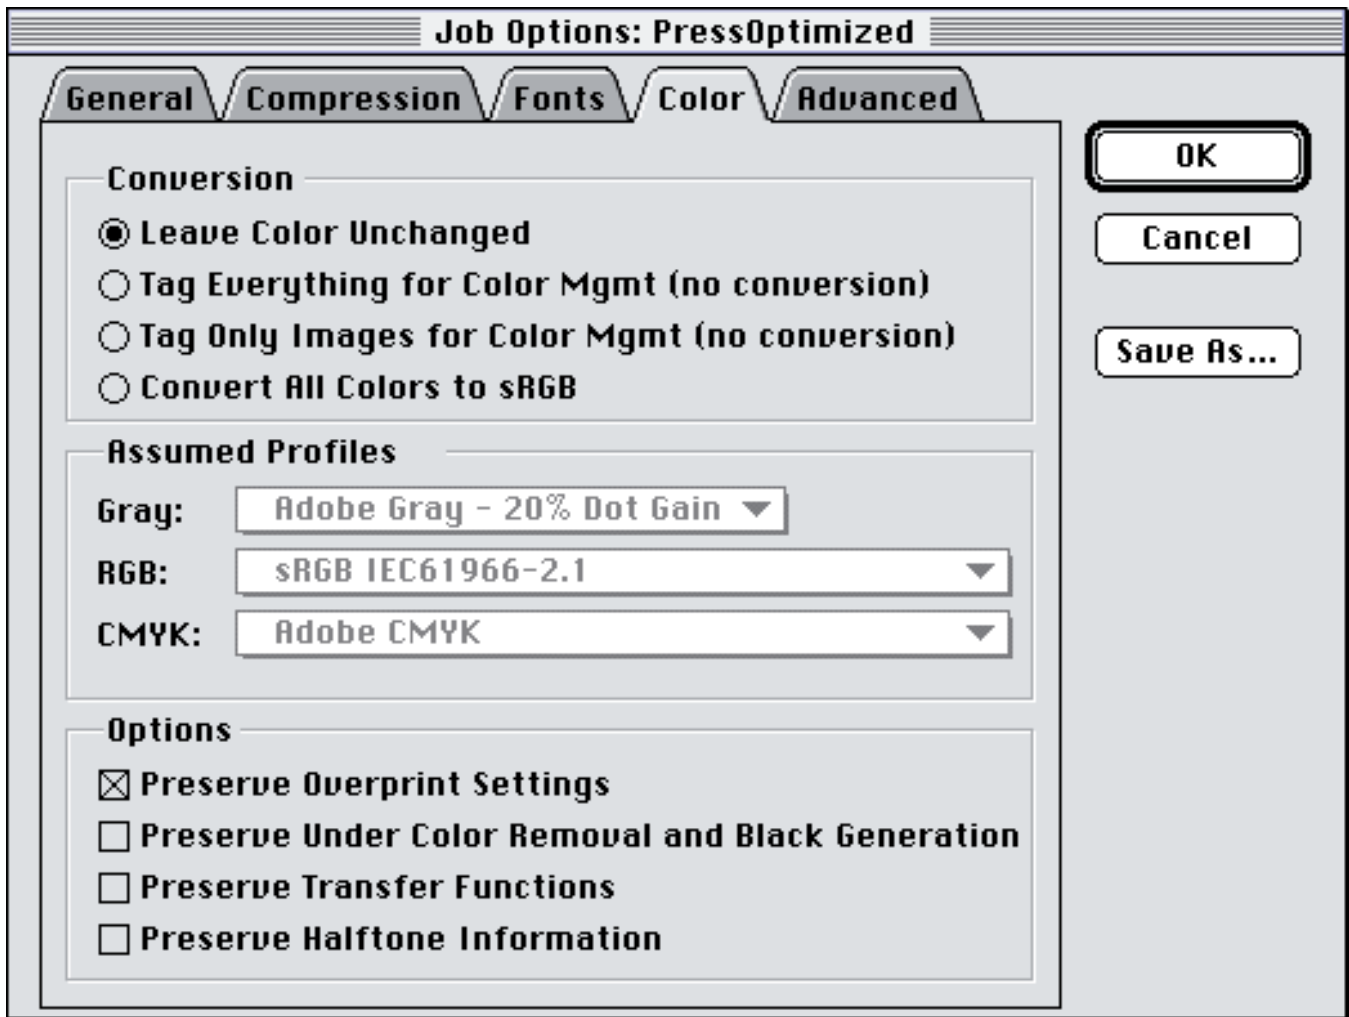 Job Options: PressOptimized
General Compression Fonts Color Advanced
OK
Cancel
Save As...
Conversion
Leave Color Unchanged
Tag Everything for Color Mgmt (no conversion)
Tag Only Images for Color Mgmt (no conversion)
Convert All Colors to sRGB
Assumed Profiles
Gray: Adobe Gray - 20% Dot Gain
RGB: sRGB IEC61966-2.1
CMYK: Adobe CMYK
Options
Preserve Overprint Settings
Preserve Under Color Removal and Black Generation
Preserve Transfer Functions
Preserve Halftone Information